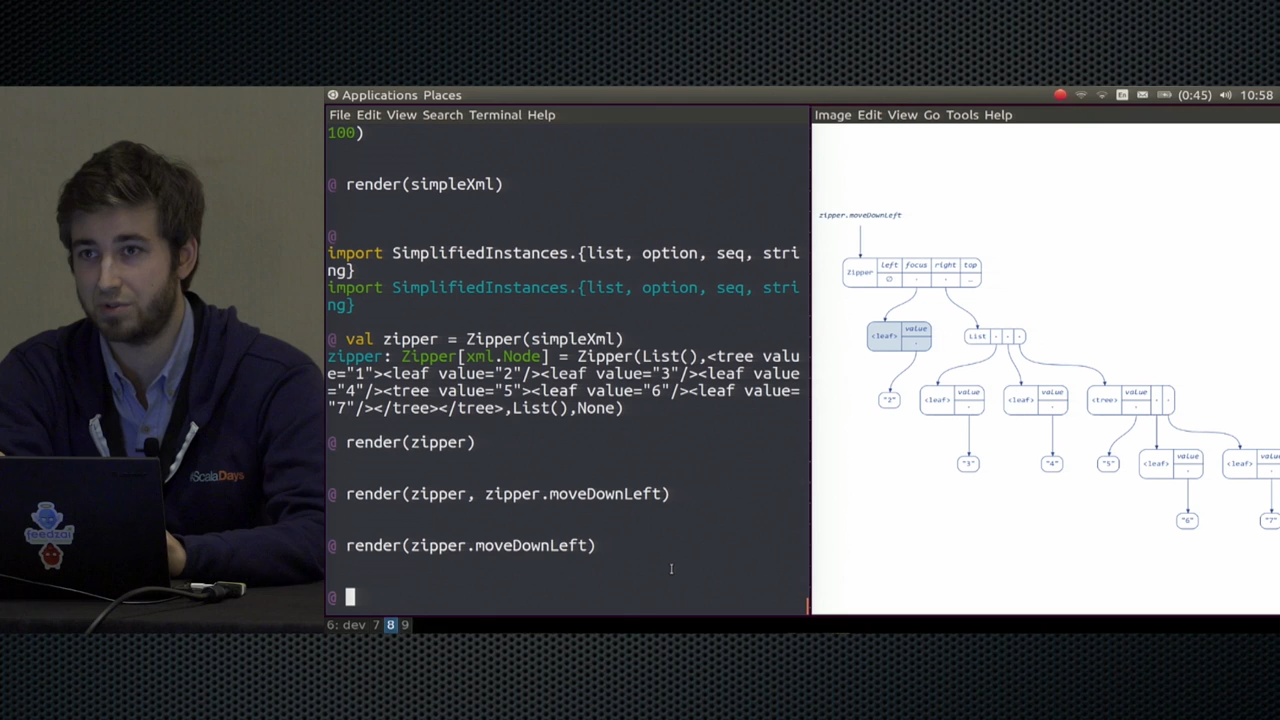 Applications Places
(0:45)
10:58
File Edit View Search Terminal Help
100)
@ render(simpleXml)
@
import SimplifiedInstances.{list, option, seq, stri
ng}
import SimplifiedInstances.{list, option, seq, stri
ng}
@ val zipper = Zipper(simpleXml)
zipper: Zipper[xml.Node] = Zipper(List(),<tree valu
e="1"><leaf value="2"/><leaf value="3"/><leaf value
="4"/><tree value="5"><leaf value="6"/><leaf value=
"7"/></tree></tree>,List(),None)
@ render(zipper)
@ render(zipper, zipper.moveDownLeft)
@ render(zipper.moveDownLeft)
@
6: dev 7 8 9
Image Edit View Go Tools Help
zipper.moveDownLeft
Zipper left focus right top
∅ . . …
<leaf> value
List
"2"
<leaf> value
<leaf> value
<tree> value
"3"
"4"
"5"
<leaf> value
<leaf> value
"6"
"7"
ScalaDays
feedzai